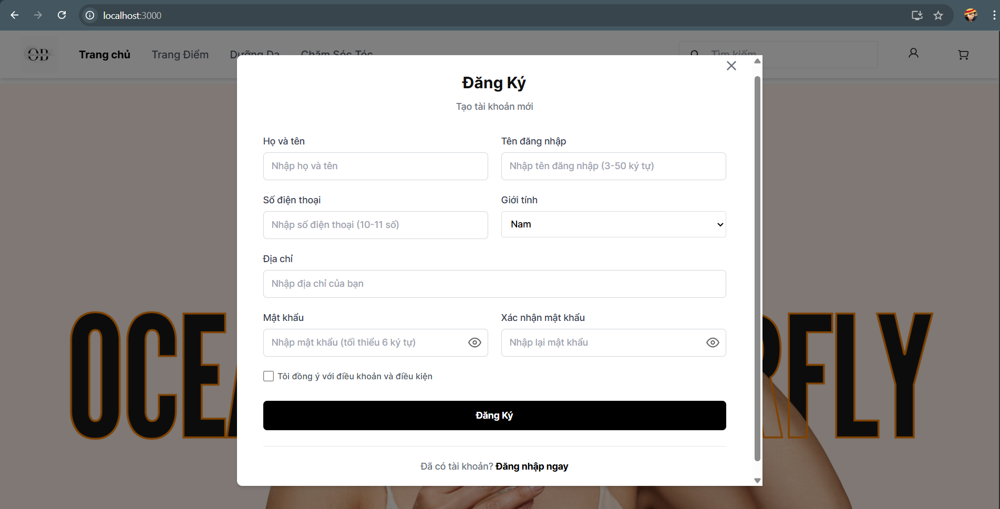 localhost:3000
OB
Trang chủ Trang Điểm Dưỡng Da Chăm Sóc Tóc Tìm kiếm
Đăng Ký
Tạo tài khoản mới
Họ và tên Tên đăng nhập
Nhập họ và tên Nhập tên đăng nhập (3-50 ký tự)
Số điện thoại Giới tính
Nhập số điện thoại (10-11 số) Nam
Địa chỉ
Nhập địa chỉ của bạn
Mật khẩu Xác nhận mật khẩu
Nhập mật khẩu (tối thiểu 6 ký tự) Nhập lại mật khẩu
OCEA RFLY
Tôi đồng ý với điều khoản và điều kiện
Đăng Ký
Đã có tài khoản? Đăng nhập ngay